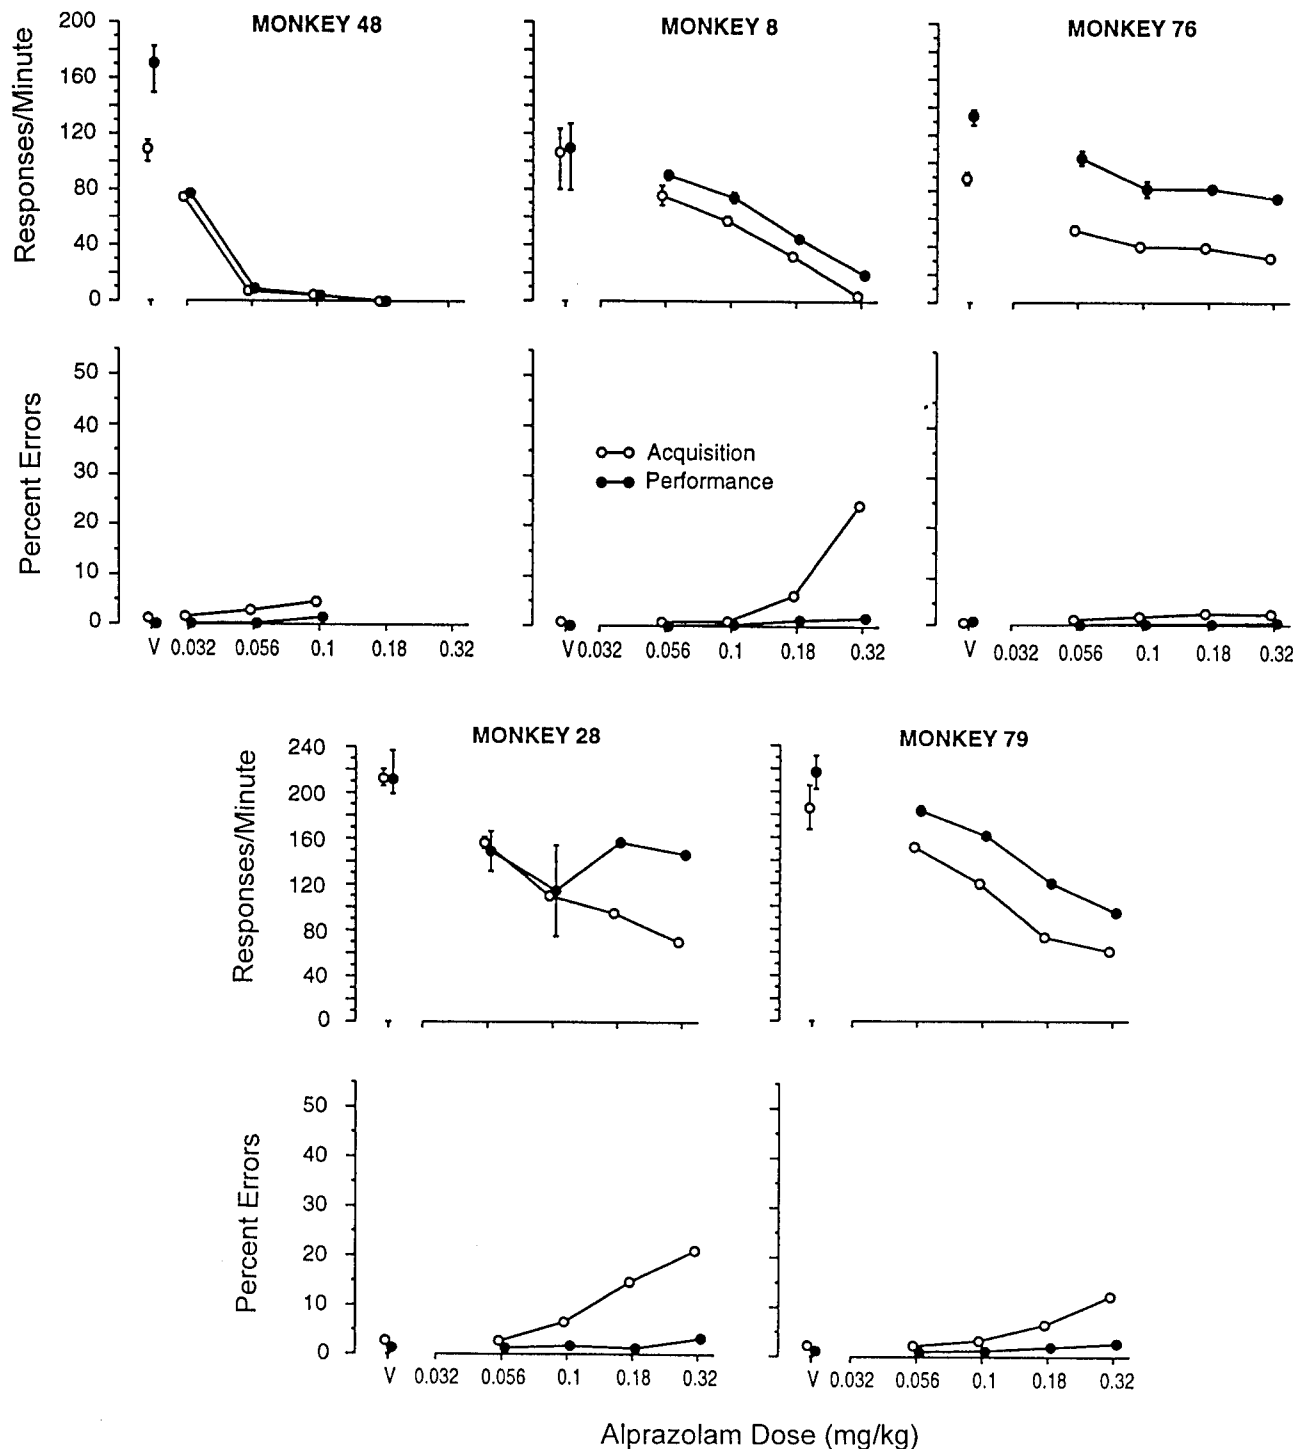 MONKEY 48 MONKEY 8 MONKEY 76
200
160
120
80
40
0
Responses/Minute
50
40
30
20
10
0
Percent Errors
Acquisition
Performance
V 0.032 0.056 0.1 0.18 0.32 V 0.032 0.056 0.1 0.18 0.32 V 0.032 0.056 0.1 0.18 0.32
MONKEY 28 MONKEY 79
240
200
160
120
80
40
0
Responses/Minute
50
40
30
20
10
0
Percent Errors
V 0.032 0.056 0.1 0.18 0.32 V 0.032 0.056 0.1 0.18 0.32
Alprazolam Dose (mg/kg)